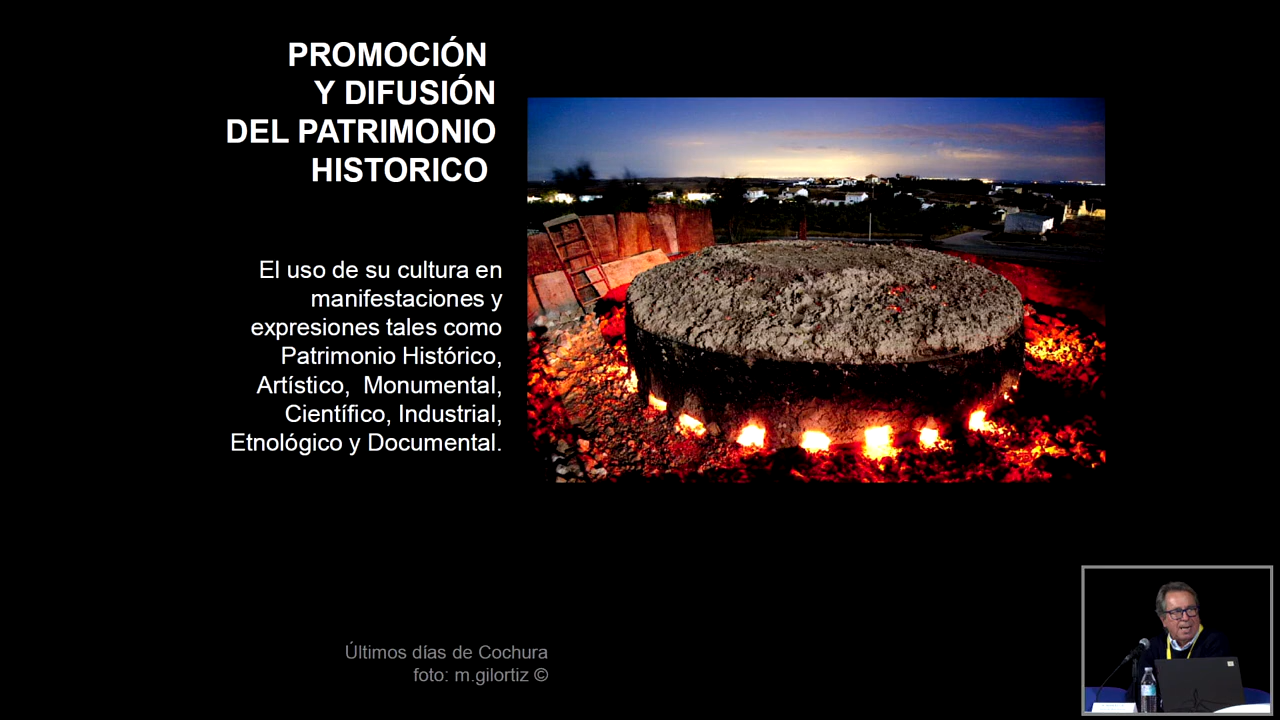 PROMOCIÓN
Y DIFUSIÓN
DEL PATRIMONIO
HISTORICO
El uso de su cultura en
manifestaciones y
expresiones tales como
Patrimonio Histórico,
Artístico, Monumental,
Científico, Industrial,
Etnológico y Documental.
Últimos días de Cochura
foto: m.gilortiz ©